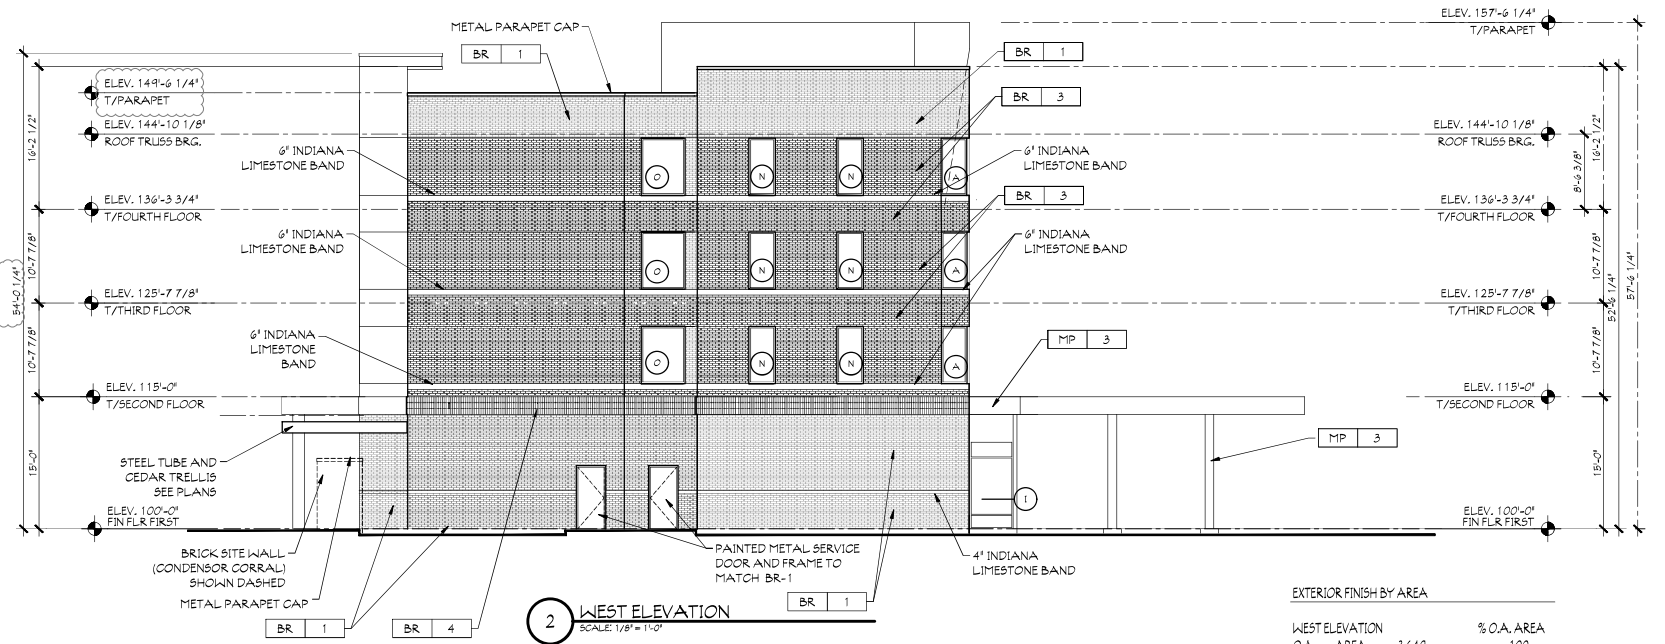 METAL PARAPET CAP
BR 1
ELEV. 157'-6 1/4"
T/PARAPET
BR 1
ELEV. 149'-6 1/4"
T/PARAPET
BR 3
ELEV. 144'-10 1/8"
ROOF TRUSS BRG.
ELEV. 144'-10 1/8"
ROOF TRUSS BRG.
16'-2 1/2"
16'-2 1/2"
8'-6 3/8"
6" INDIANA
LIMESTONE BAND
6" INDIANA
LIMESTONE BAND
O N N A
BR 3
ELEV. 136'-3 3/4"
T/FOURTH FLOOR
ELEV. 136'-3 3/4"
T/FOURTH FLOOR
6" INDIANA
LIMESTONE BAND
6" INDIANA
LIMESTONE BAND
10'-7 7/8"
10'-7 7/8"
54'-0 1/4"
52'-6 1/4"
57'-6 1/4"
O N N A
ELEV. 125'-7 7/8"
T/THIRD FLOOR
ELEV. 125'-7 7/8"
T/THIRD FLOOR
6" INDIANA
LIMESTONE
BAND
MP 3
10'-7 7/8"
10'-7 7/8"
O N N A
ELEV. 115'-0"
T/SECOND FLOOR
ELEV. 115'-0"
T/SECOND FLOOR
MP 3
15'-0"
15'-0"
STEEL TUBE AND
CEDAR TRELLIS
SEE PLANS
1
ELEV. 100'-0"
FIN FLR FIRST
ELEV. 100'-0"
FIN FLR FIRST
BRICK SITE WALL
(CONDENSOR CORRAL)
SHOWN DASHED
METAL PARAPET CAP
PAINTED METAL SERVICE
DOOR AND FRAME TO
MATCH BR-1
4" INDIANA
LIMESTONE BAND
BR 1
BR 4
BR 1
2 WEST ELEVATION
SCALE: 1/8" = 1'-0"
EXTERIOR FINISH BY AREA
WEST ELEVATION % O.A. AREA